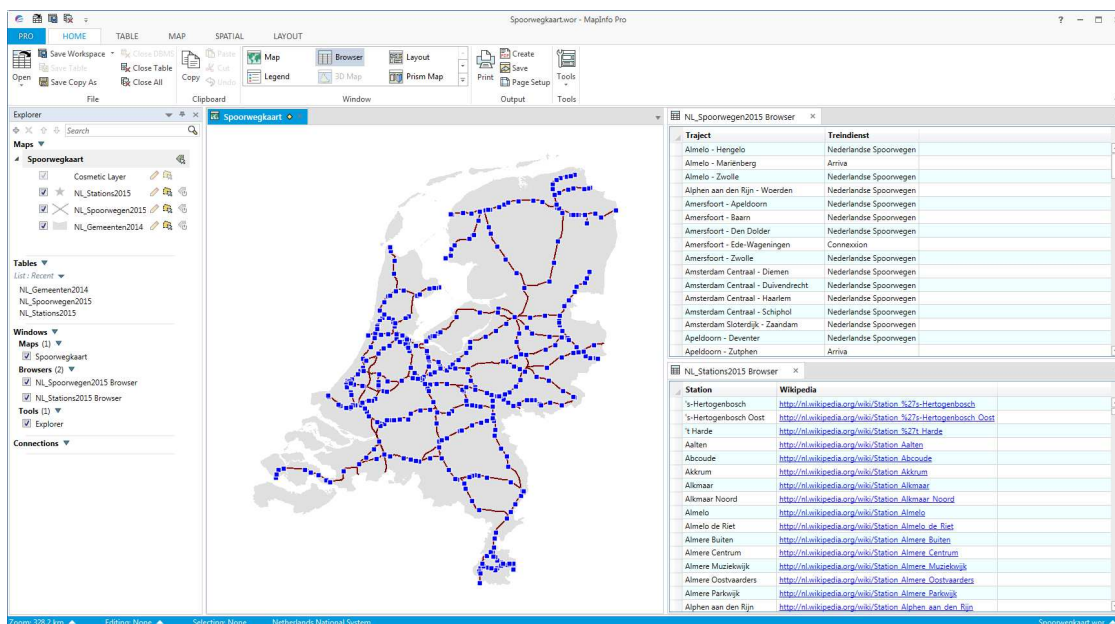 Spoorwegkaart.wor - MapInfo Pro
PRO HOME TABLE MAP SPATIAL LAYOUT
Open
Save Workspace
Save Table
Save Copy As
Close DBMS
Close Table
Close All
File
Copy
Paste
Cut
Undo
Clipboard
Map Browser Layout
Legend 3D Map Prism Map
Window
Print
Create
Save
Page Setup
Output
Tools
Tools
Explorer
Search
Maps
Spoorwegkaart
Cosmetic Layer
NL_Stations2015
NL_Spoorwegen2015
NL_Gemeenten2014
Tables
List : Recent
NL_Gemeenten2014
NL_Spoorwegen2015
NL_Stations2015
Windows
Maps (1)
Spoorwegkaart
Browsers (2)
NL_Spoorwegen2015 Browser
NL_Stations2015 Browser
Tools (1)
Explorer
Connections
Spoorwegkaart
NL_Spoorwegen2015 Browser
Traject Treindienst
Almelo - Hengelo Nederlandse Spoorwegen
Almelo - Mariënberg Arriva
Almelo - Zwolle Nederlandse Spoorwegen
Alphen aan den Rijn - Woerden Nederlandse Spoorwegen
Amersfoort - Apeldoorn Nederlandse Spoorwegen
Amersfoort - Baarn Nederlandse Spoorwegen
Amersfoort - Den Dolder Nederlandse Spoorwegen
Amersfoort - Ede-Wageningen Connexxion
Amersfoort - Zwolle Nederlandse Spoorwegen
Amsterdam Centraal - Diemen Nederlandse Spoorwegen
Amsterdam Centraal - Duivendrecht Nederlandse Spoorwegen
Amsterdam Centraal - Haarlem Nederlandse Spoorwegen
Amsterdam Centraal - Schiphol Nederlandse Spoorwegen
Amsterdam Sloterdijk - Zaandam Nederlandse Spoorwegen
Apeldoorn - Deventer Nederlandse Spoorwegen
Apeldoorn - Zutphen Arriva
NL_Stations2015 Browser
Station Wikipedia
's-Hertogenbosch http://nl.wikipedia.org/wiki/Station_%27s-Hertogenbosch
's-Hertogenbosch Oost http://nl.wikipedia.org/wiki/Station_%27s-Hertogenbosch_Oost
't Harde http://nl.wikipedia.org/wiki/Station_%27t_Harde
Aalten http://nl.wikipedia.org/wiki/Station_Aalten
Abcoude http://nl.wikipedia.org/wiki/Station_Abcoude
Akkrum http://nl.wikipedia.org/wiki/Station_Akkrum
Alkmaar http://nl.wikipedia.org/wiki/Station_Alkmaar
Alkmaar Noord http://nl.wikipedia.org/wiki/Station_Alkmaar_Noord
Almelo http://nl.wikipedia.org/wiki/Station_Almelo
Almelo de Riet http://nl.wikipedia.org/wiki/Station_Almelo_de_Riet
Almere Buiten http://nl.wikipedia.org/wiki/Station_Almere_Buiten
Almere Centrum http://nl.wikipedia.org/wiki/Station_Almere_Centrum
Almere Muziekwijk http://nl.wikipedia.org/wiki/Station_Almere_Muziekwijk
Almere Oostvaarders http://nl.wikipedia.org/wiki/Station_Almere_Oostvaarders
Almere Parkwijk http://nl.wikipedia.org/wiki/Station_Almere_Parkwijk
Alphen aan den Rijn http://nl.wikipedia.org/wiki/Station_Alphen_aan_den_Rijn
Zoom: 328.2 km Editing: None Selecting: None Netherlands National System Spoorwegkaart.wor